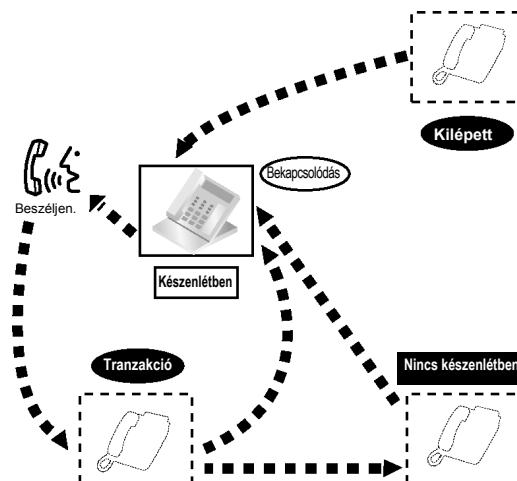 Kilépett
Bekapcsolódás
Beszéljen.
Készenlétben
Tranzakció
Nincs készenlétben